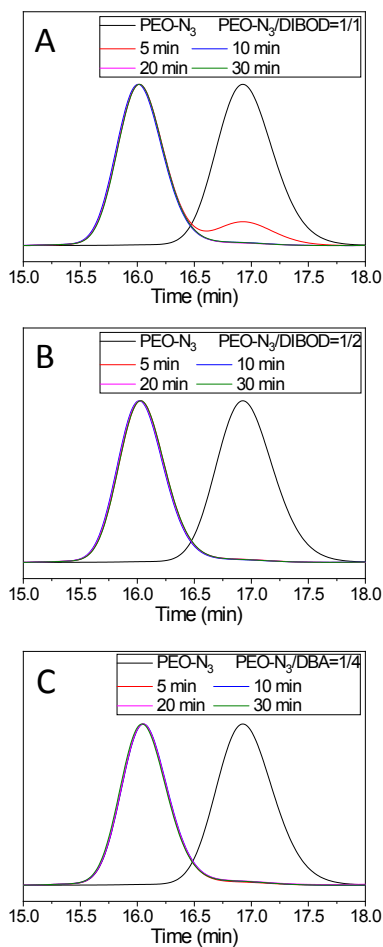 A
PEO-N₃ PEO-N₃/DIBOD=1/1
5 min 10 min
20 min 30 min
15.0 15.5 16.0 16.5 17.0 17.5 18.0
Time (min)
B
PEO-N₃ PEO-N₃/DIBOD=1/2
5 min 10 min
20 min 30 min
15.0 15.5 16.0 16.5 17.0 17.5 18.0
Time (min)
C
PEO-N₃ PEO-N₃/DBA=1/4
5 min 10 min
20 min 30 min
15.0 15.5 16.0 16.5 17.0 17.5 18.0
Time (min)